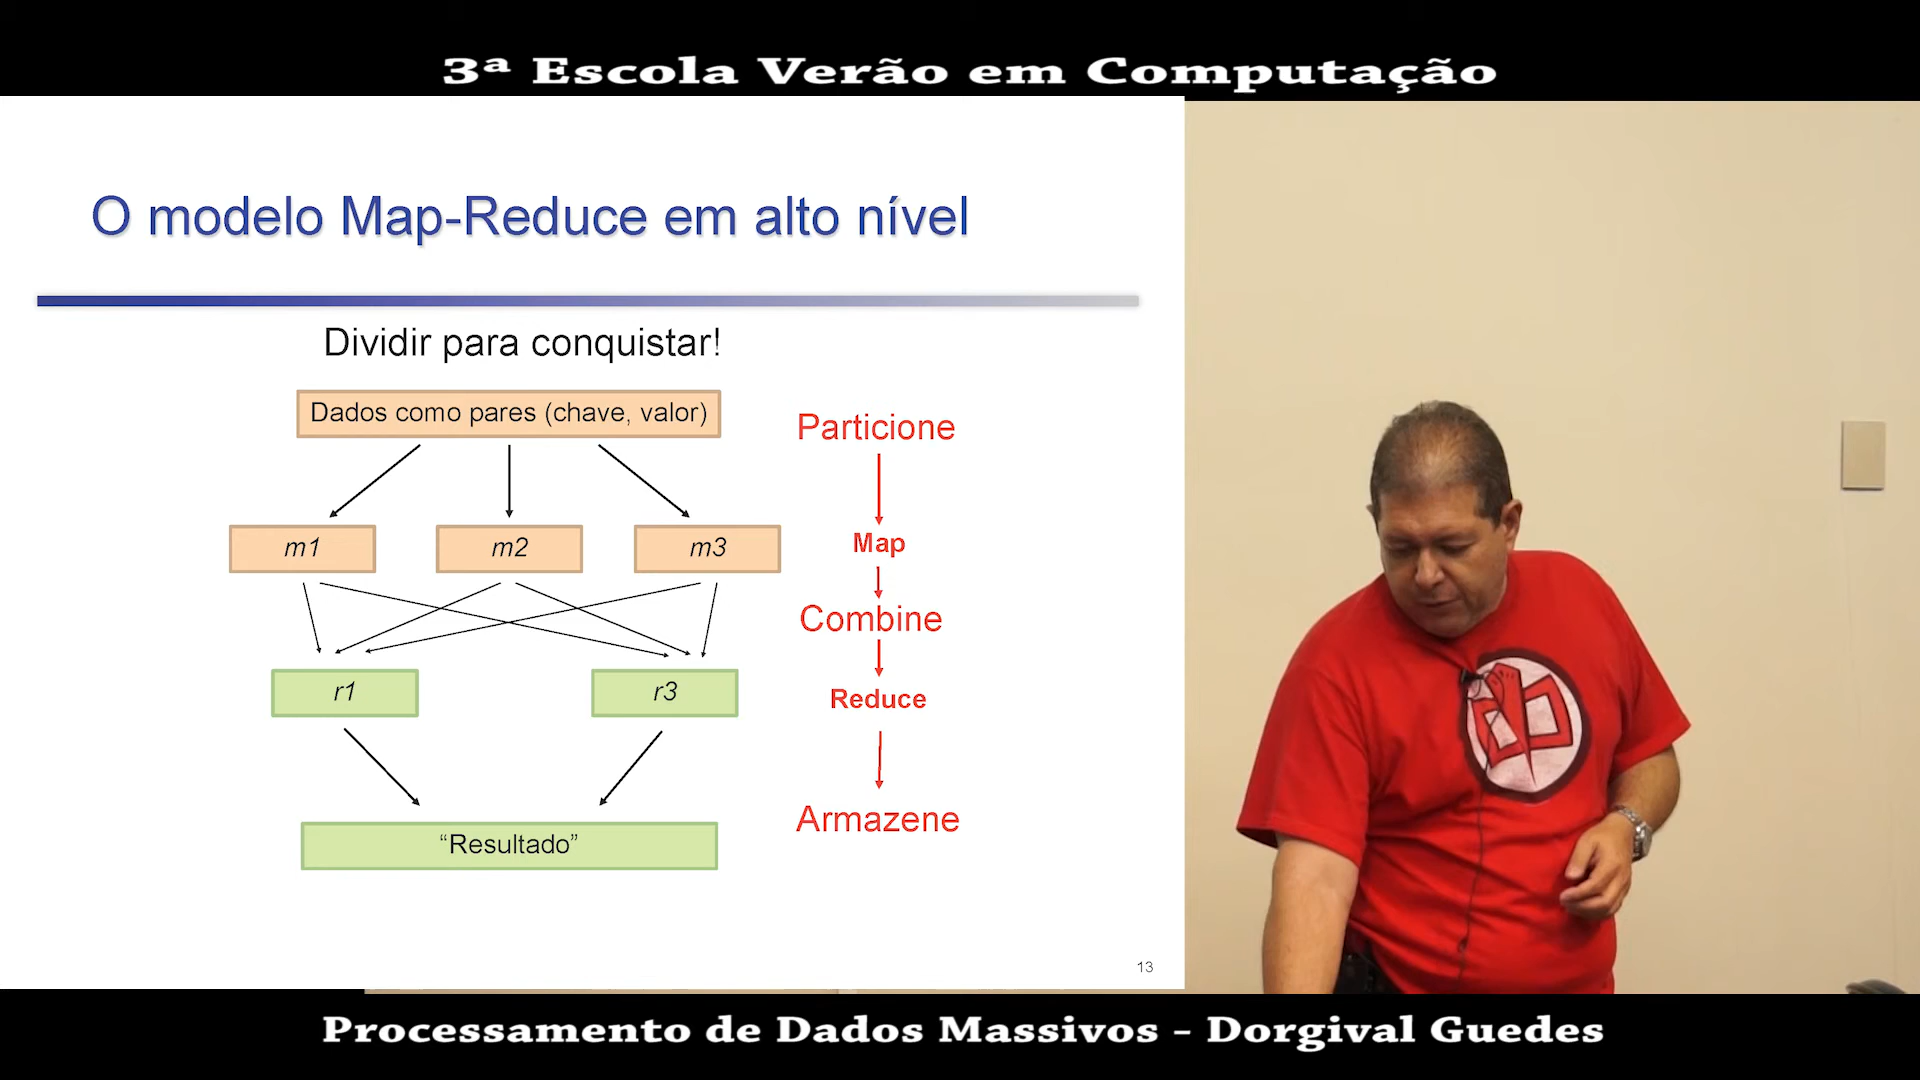 3ª Escola Verão em Computação
O modelo Map-Reduce em alto nível
Dividir para conquistar!
Dados como pares (chave, valor)
Particione
m1
m2
m3
Map
Combine
r1
r3
Reduce
Armazene
“Resultado”
13
Processamento de Dados Massivos – Dorgival Guedes